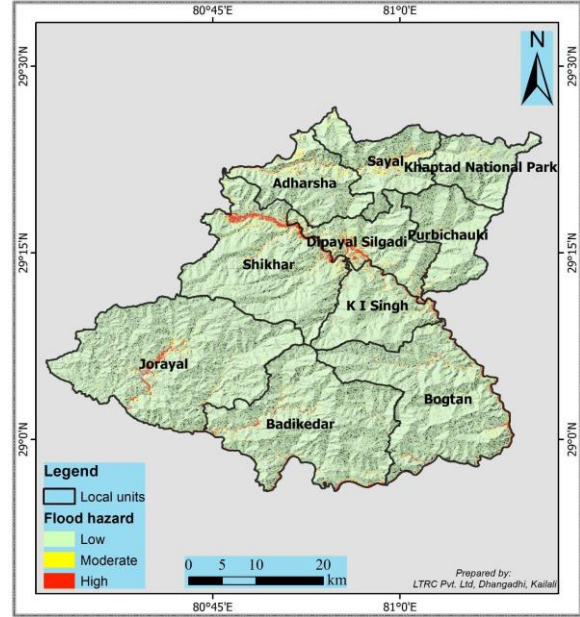 80°45'E
81°0'E
N
29°30'N
29°30'N
Sayal
Khaptad National Park
Adharsha
Purbichauki
Dipayal Silgadi
29°15'N
29°15'N
Shikhar
K I Singh
Jorayal
Bogtan
Badikedar
29°0'N
29°0'N
Legend
Local units
Flood hazard
Low
Moderate
High
0 5 10 20
km
Prepared by:
LTRC Pvt. Ltd, Dhangadhi, Kailali
80°45'E
81°0'E